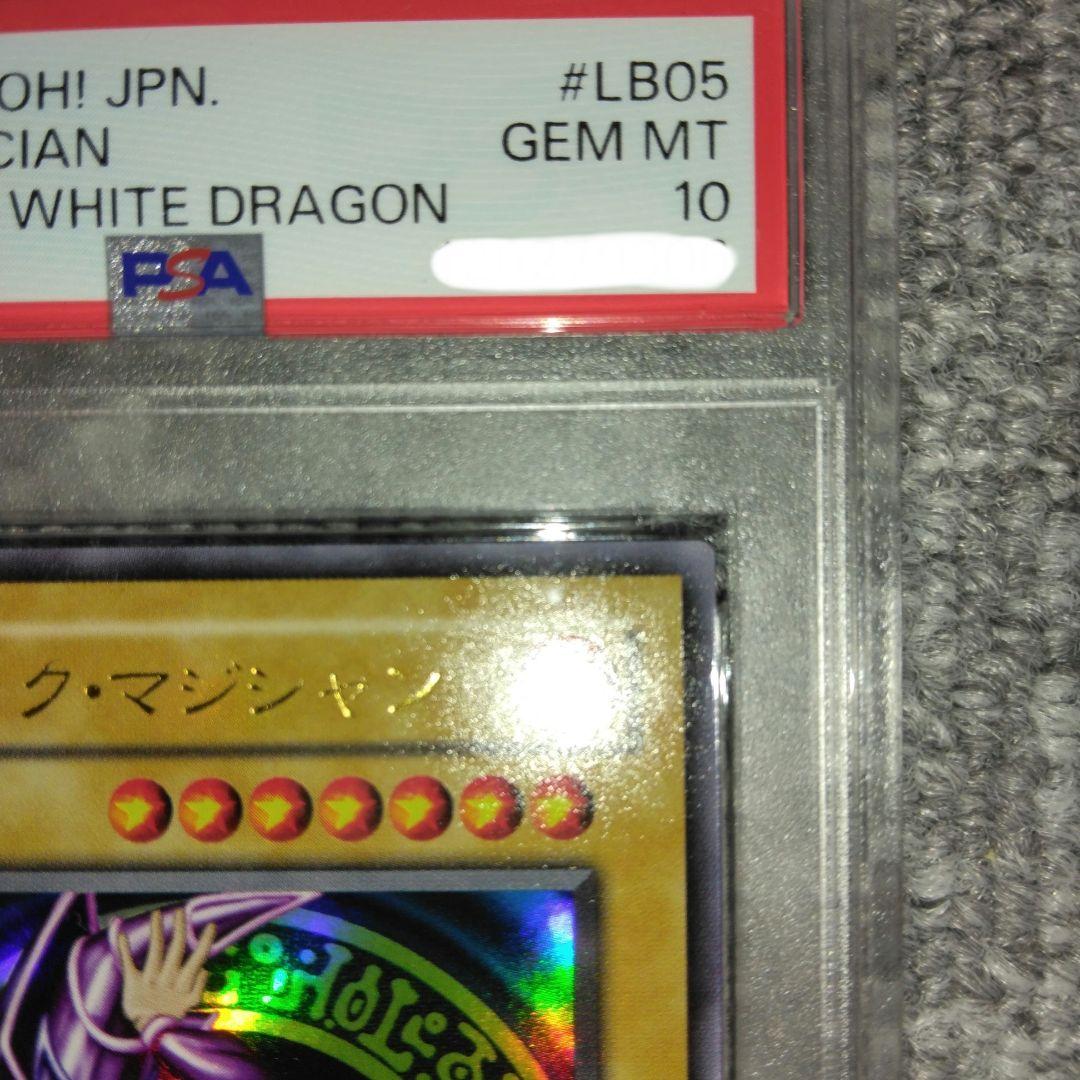 OH! JPN. #LB05
CIAN GEM MT
WHITE DRAGON 10
PSA
ク・マジシャン